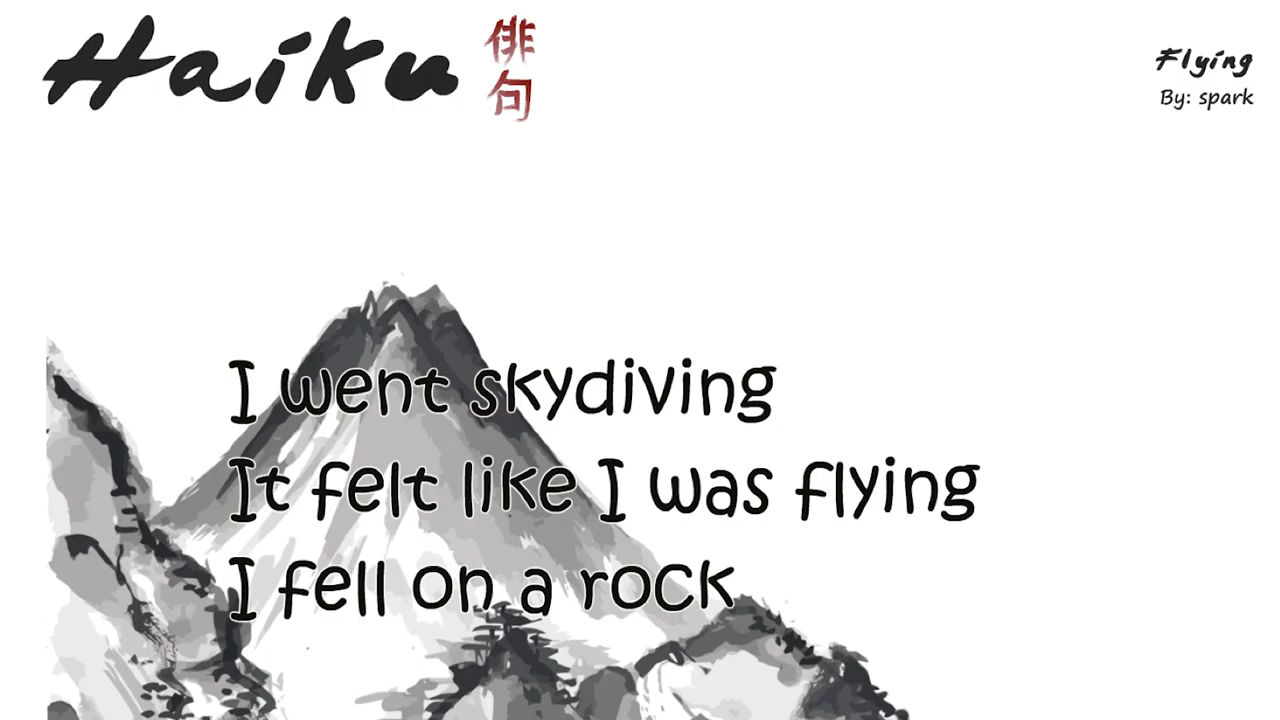 Haiku 俳句
Flying
By: spark
I went skydiving
It felt like I was flying
I fell on a rock